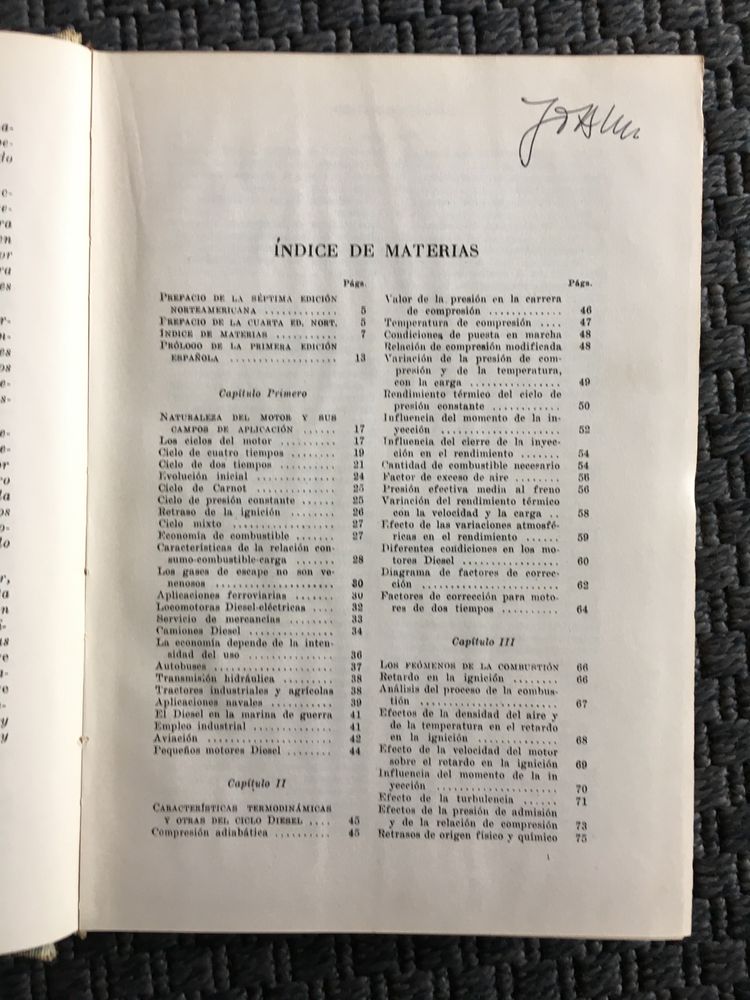 ÍNDICE DE MATERIAS
Págs.
PREFACIO DE LA SÉPTIMA EDICIÓN
NORTEAMERICANA ............. 5
PREFACIO DE LA CUARTA ED. NORT. 5
ÍNDICE DE MATERIAS ........... 7
PRÓLOGO DE LA PRIMERA EDICIÓN
ESPAÑOLA .................. 13
Capítulo Primero
NATURALEZA DEL MOTOR Y SUS
CAMPOS DE APLICACIÓN ...... 17
Los ciclos del motor .......... 17
Ciclo de cuatro tiempos ........ 19
Ciclo de dos tiempos .......... 21
Evolución inicial .............. 24
Ciclo de Carnot .............. 25
Ciclo de presión constante ...... 25
Retraso de la ignición ......... 26
Ciclo mixto ................. 27
Economía de combustible ....... 27
Características de la relación con-
sumo-combustible-carga ....... 28
Los gases de escape no son ve-
nenosos .................... 30
Aplicaciones ferroviarias ........ 30
Locomotoras Diesel-eléctricas .... 32
Servicio de mercancías ......... 33
Camiones Diesel .............. 34
La economía depende de la inten-
sidad del uso .............. 36
Autobuses .................... 37
Transmisión hidráulica ......... 38
Tractores industriales y agrícolas 38
Aplicaciones navales ........... 39
El Diesel en la marina de guerra 41
Empleo industrial ............. 41
Aviación ..................... 42
Pequeños motores Diesel ........ 44
Capítulo II
CARACTERÍSTICAS TERMODINÁMICAS
Y OTRAS DEL CICLO DIESEL .... 45
Compresión adiabática .......... 45
Págs.
Valor de la presión en la carrera
de compresión ............. 46
Temperatura de compresión .... 47
Condiciones de puesta en marcha 48
Relación de compresión modificada 48
Variación de la presión de com-
presión y de la temperatura,
con la carga ............... 49
Rendimiento térmico del ciclo de
presión constante ............ 50
Influencia del momento de la in-
yección .................... 52
Influencia del cierre de la inyec-
ción en el rendimiento ....... 54
Cantidad de combustible necesario 54
Factor de exceso de aire ........ 56
Presión efectiva media al freno 56
Variación del rendimiento térmico
con la velocidad y la carga .. 58
Efecto de las variaciones atmosfé-
ricas en el rendimiento ...... 59
Diferentes condiciones en los mo-
tores Diesel ................ 60
Diagrama de factores de correc-
ción ...................... 62
Factores de corrección para moto-
res de dos tiempos .......... 64
Capítulo III
LOS FEÓMENOS DE LA COMBUSTIÓN 66
Retardo en la ignición ........ 66
Análisis del proceso de la combus-
tión ....................... 67
Efectos de la densidad del aire y
de la temperatura en el retardo
en la ignición .............. 68
Efecto de la velocidad del motor
sobre el retardo en la ignición 69
Influencia del momento de la in
yección ..................... 70
Efecto de la turbulencia ...... 71
Efectos de la presión de admisión
y de la relación de compresión 73
Retrasos de origen físico y químico 75